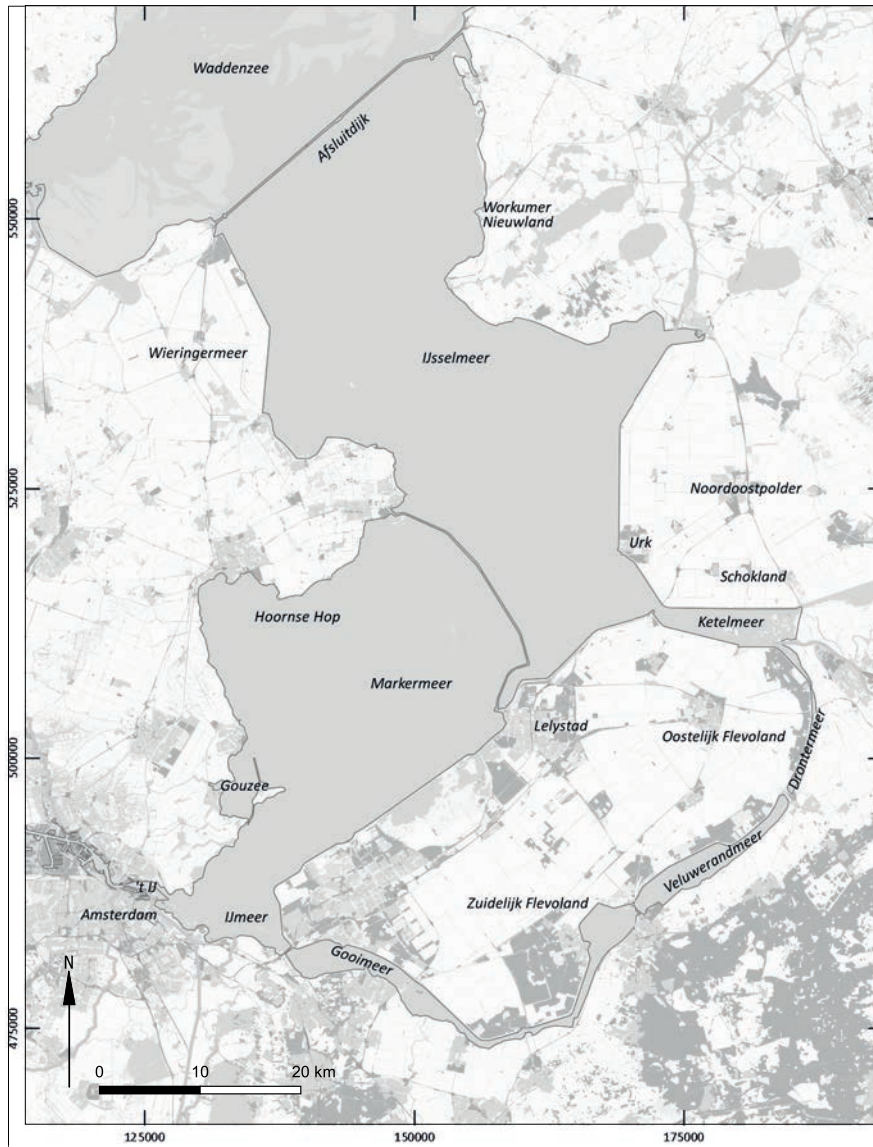 Waddenzee
Afsluitdijk
550000
Workumer
Nieuwland
Wieringermeer
IJsselmeer
525000
Noordoostpolder
Urk
Schokland
Hoornse Hop
Ketelmeer
Markermeer
Lelystad
Oostelijk Flevoland
Drontermeer
500000
Gouzee
Veluwerandmeer
't IJ
Zuidelijk Flevoland
Amsterdam
IJmeer
Gooimeer
N
475000
0 10 20 km
125000 150000 175000